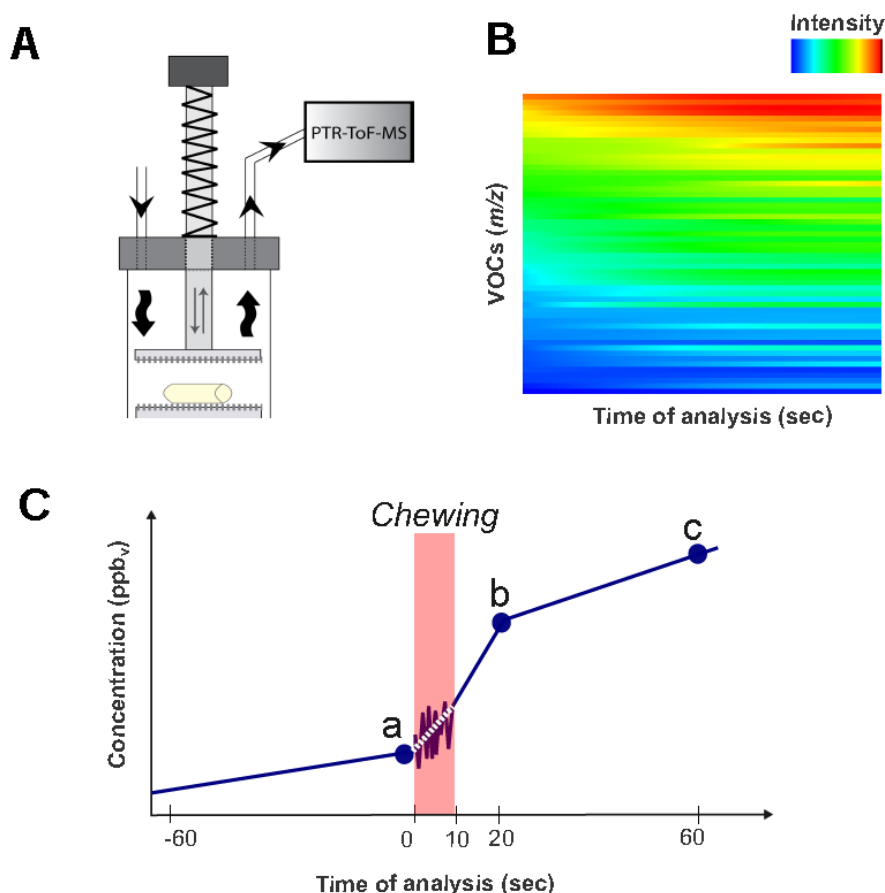 A
PTR-ToF-MS
B
Intensity
VOCs (m/z)
Time of analysis (sec)
C
Chewing
Concentration (ppbv)
a
b
c
-60
0
10
20
60
Time of analysis (sec)